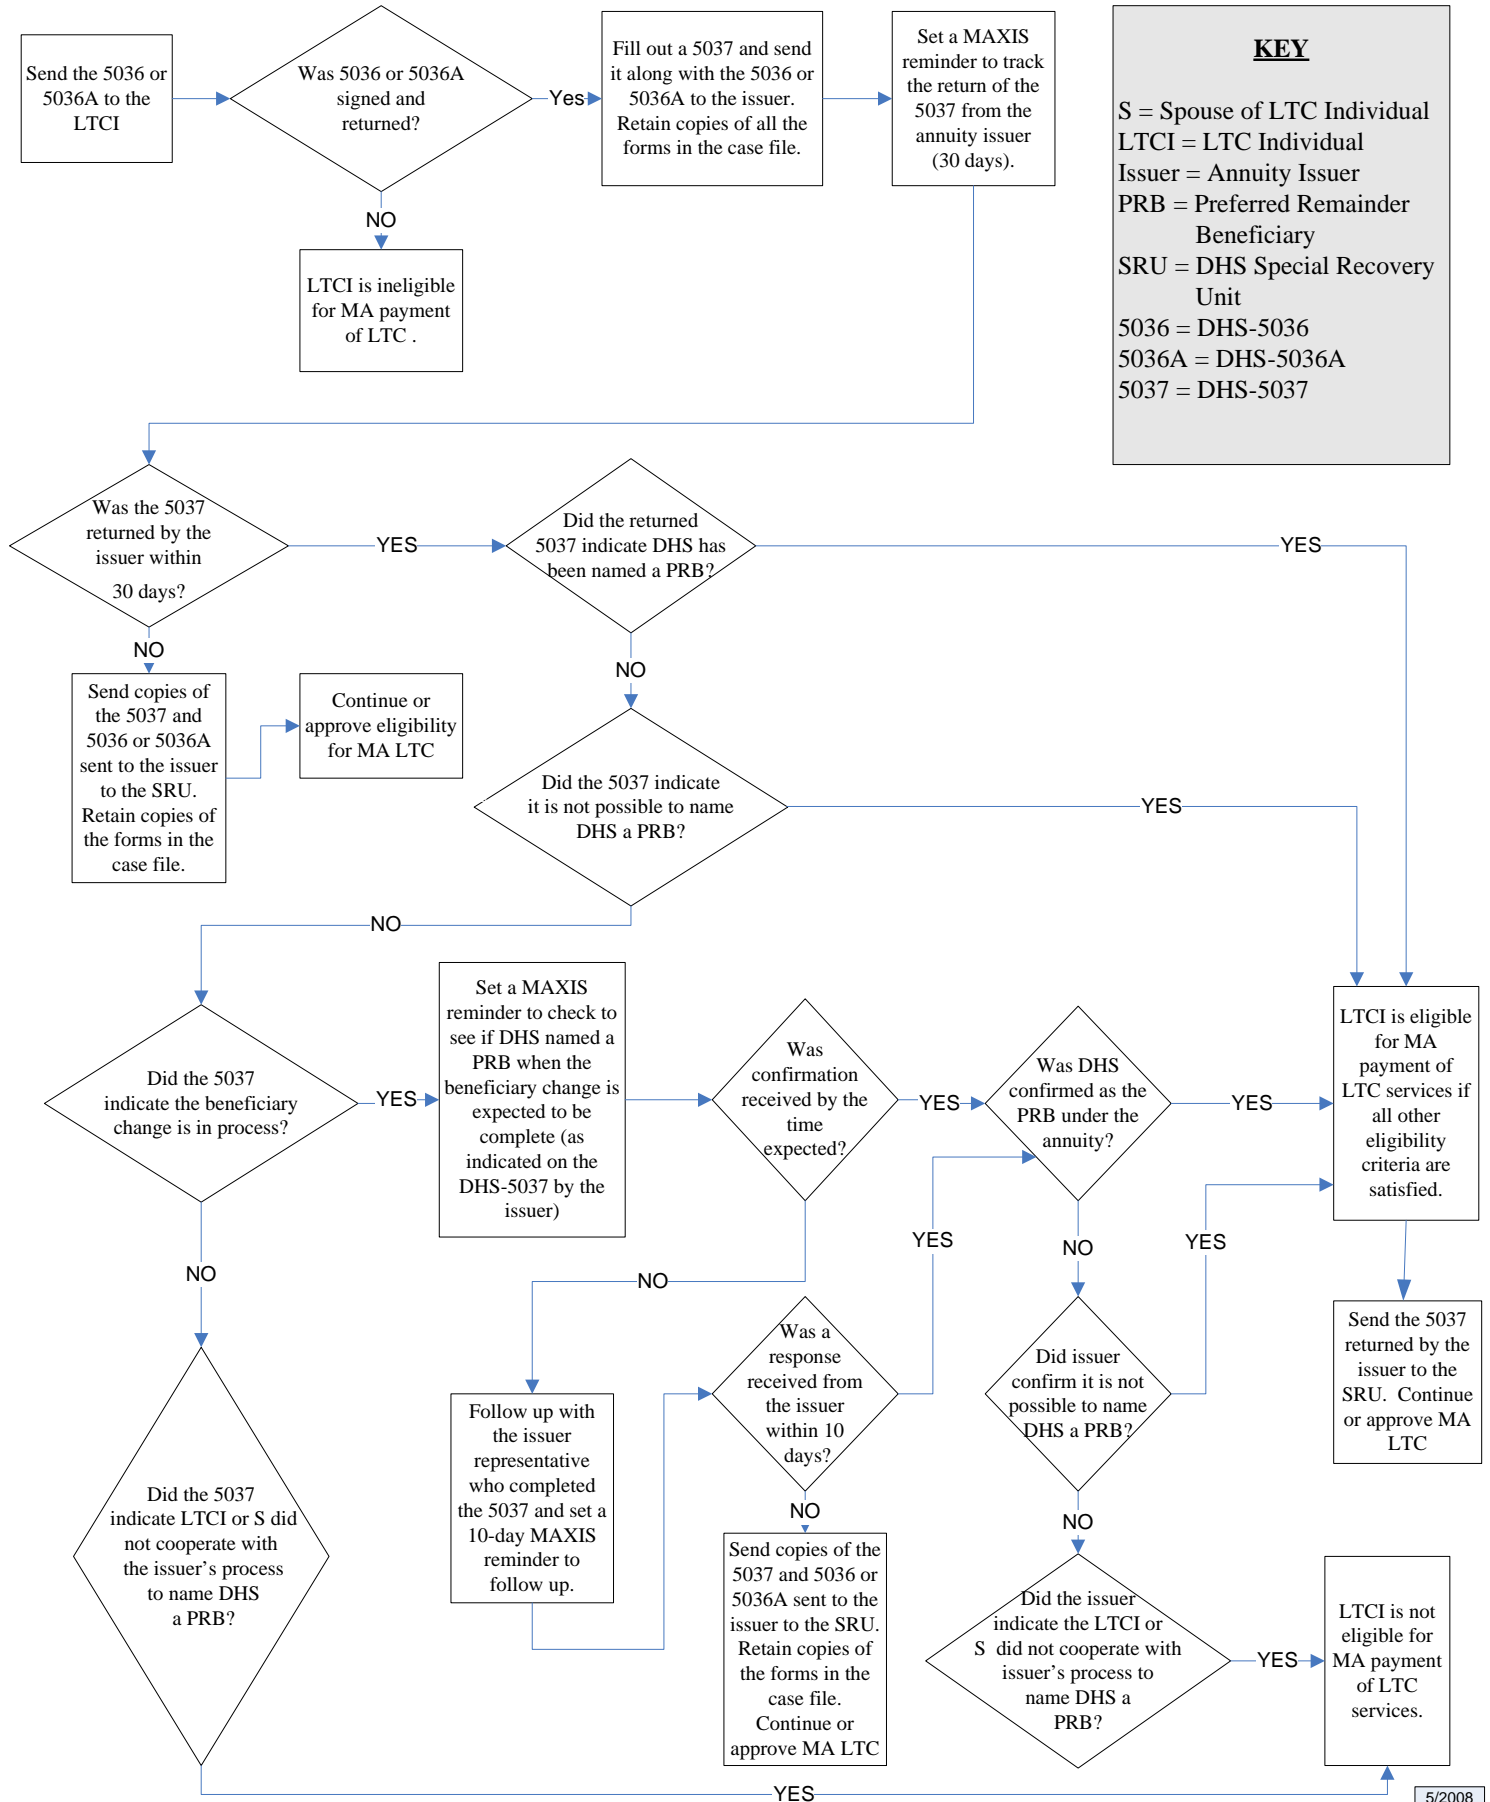 Send the 5036 or
5036A to the
LTCI
Was 5036 or 5036A
signed and
returned?
Yes
Fill out a 5037 and send
it along with the 5036 or
5036A to the issuer.
Retain copies of all the
forms in the case file.
Set a MAXIS
reminder to track
the return of the
5037 from the
annuity issuer
(30 days).
KEY
S = Spouse of LTC Individual
LTCI = LTC Individual
Issuer = Annuity Issuer
PRB = Preferred Remainder
Beneficiary
SRU = DHS Special Recovery
Unit
5036 = DHS-5036
5036A = DHS-5036A
5037 = DHS-5037
NO
LTCI is ineligible
for MA payment
of LTC .
Was the 5037
returned by the
issuer within
30 days?
YES
Did the returned
5037 indicate DHS has
been named a PRB?
YES
NO
NO
Send copies of
the 5037 and
5036 or 5036A
sent to the issuer
to the SRU.
Retain copies of
the forms in the
case file.
Continue or
approve eligibility
for MA LTC
Did the 5037 indicate
it is not possible to name
DHS a PRB?
YES
NO
Did the 5037
indicate the beneficiary
change is in process?
YES
Set a MAXIS
reminder to check to
see if DHS named a
PRB when the
beneficiary change is
expected to be
complete (as
indicated on the
DHS-5037 by the
issuer)
Was
confirmation
received by the
time
expected?
YES
Was DHS
confirmed as the
PRB under the
annuity?
YES
LTCI is eligible
for MA
payment of
LTC services if
all other
eligibility
criteria are
satisfied.
NO
NO
YES
NO
YES
Follow up with
the issuer
representative
who completed
the 5037 and set a
10-day MAXIS
reminder to
follow up.
Was a
response
received from
the issuer
within 10
days?
Did issuer
confirm it is not
possible to name
DHS a PRB?
Send the 5037
returned by the
issuer to the
SRU. Continue
or approve MA
LTC
Did the 5037
indicate LTCI or S did
not cooperate with
the issuer's process
to name DHS
a PRB?
NO
NO
Send copies of the
5037 and 5036 or
5036A sent to the
issuer to the SRU.
Retain copies of
the forms in the
case file.
Continue or
approve MA LTC
Did the issuer
indicate the LTCI or
S did not cooperate with
issuer's process to
name DHS a
PRB?
YES
LTCI is not
eligible for
MA payment
of LTC
services.
YES
5/2008